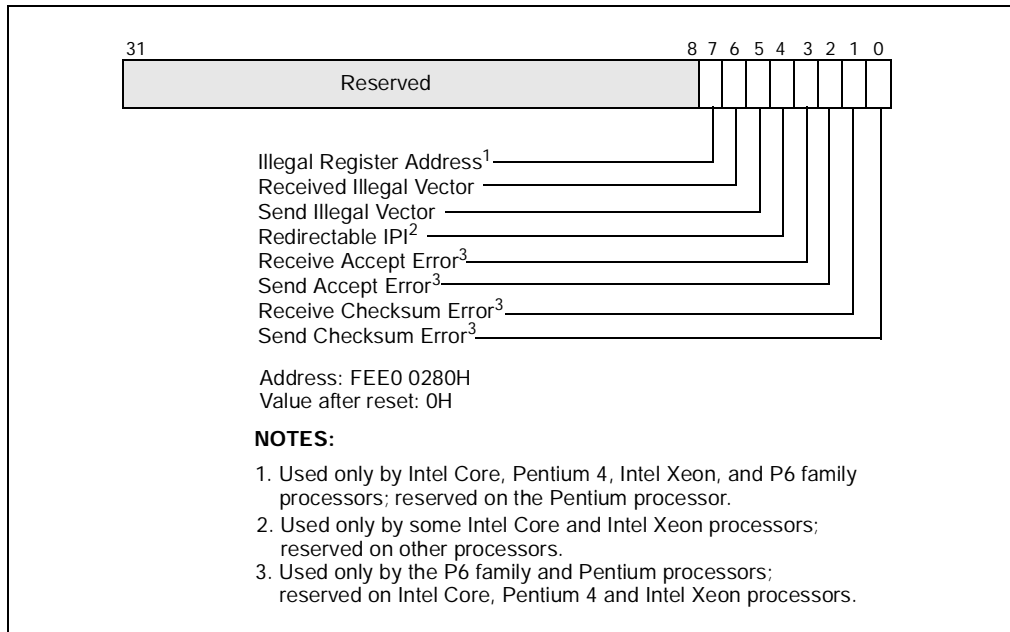 31 8 7 6 5 4 3 2 1 0
Reserved
Illegal Register Address1
Received Illegal Vector
Send Illegal Vector
Redirectable IPI2
Receive Accept Error3
Send Accept Error3
Receive Checksum Error3
Send Checksum Error3
Address: FEE0 0280H
Value after reset: 0H
NOTES:
1. Used only by Intel Core, Pentium 4, Intel Xeon, and P6 family
processors; reserved on the Pentium processor.
2. Used only by some Intel Core and Intel Xeon processors;
reserved on other processors.
3. Used only by the P6 family and Pentium processors;
reserved on Intel Core, Pentium 4 and Intel Xeon processors.